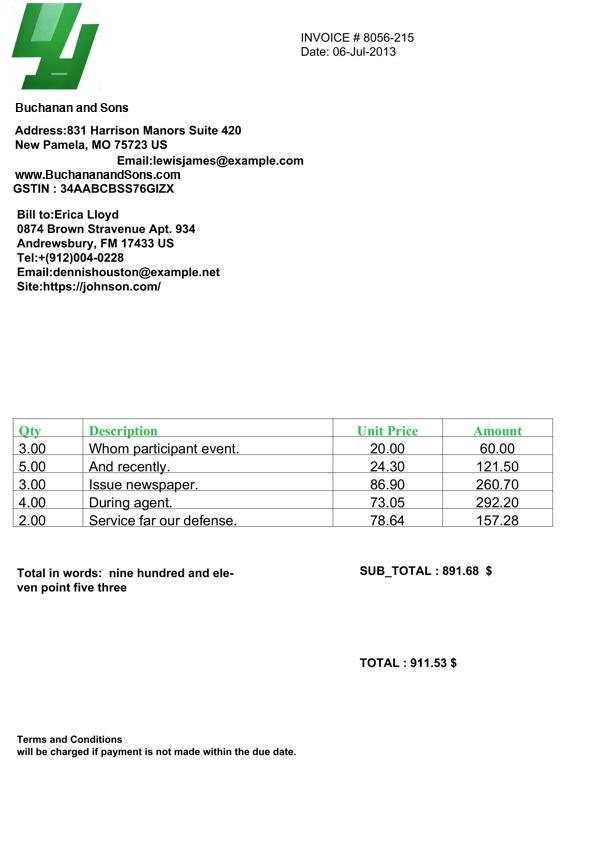 INVOICE # 8056-215
Date: 06-Jul-2013
Buchanan and Sons
Address:831 Harrison Manors Suite 420
New Pamela, MO 75723 US
Email:lewisjames@example.com
www.BuchananandSons.com
GSTIN : 34AABCBSS76GIZX
Bill to:Erica Lloyd
0874 Brown Stravenue Apt. 934
Andrewsbury, FM 17433 US
Tel:+(912)004-0228
Email:dennishouston@example.net
Site:https://johnson.com/
Qty Description Unit Price Amount
3.00 Whom participant event. 20.00 60.00
5.00 And recently. 24.30 121.50
3.00 Issue newspaper. 86.90 260.70
4.00 During agent. 73.05 292.20
2.00 Service far our defense. 78.64 157.28
Total in words:  nine hundred and ele-
ven point five three
SUB_TOTAL : 891.68  $
TOTAL : 911.53 $
Terms and Conditions
will be charged if payment is not made within the due date.